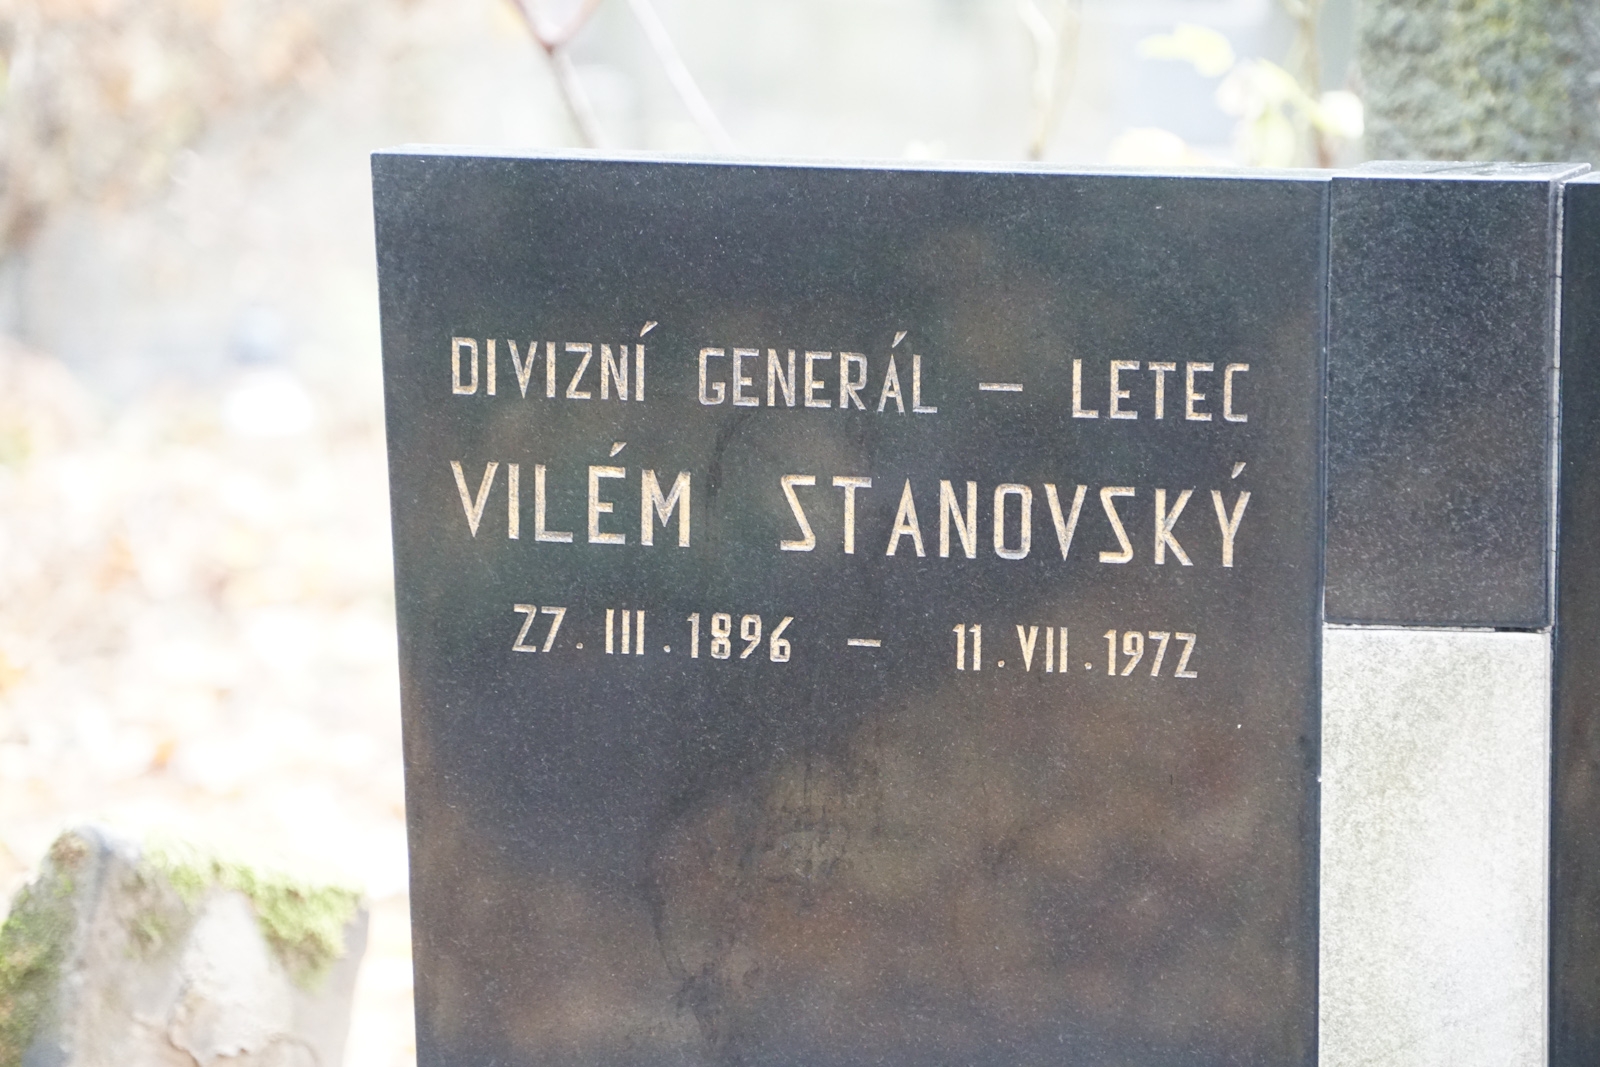 DIVIZNÍ GENERÁL – LETEC
VILÉM STANOVSKÝ
27. III. 1896 – 11. VII. 1972